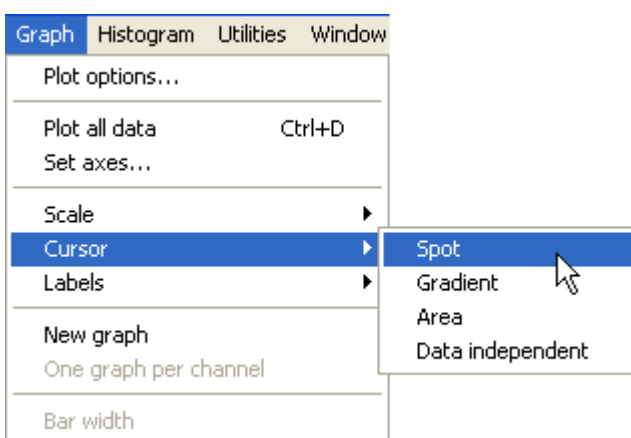 Graph Histogram Utilities Window
Plot options...
Plot all data Ctrl+D
Set axes...
Scale
Cursor
Labels
New graph
One graph per channel
Bar width
Spot
Gradient
Area
Data independent